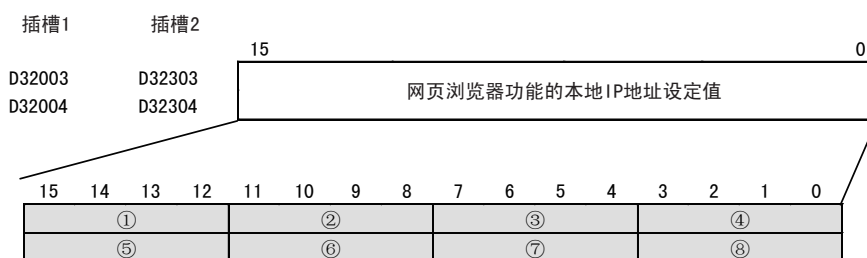 插槽1 插槽2
15 0
D32003 D32303
网页浏览器功能的本地IP地址设定值
D32004 D32304
15 14 13 12 11 10 9 8 7 6 5 4 3 2 1 0
① ② ③ ④
⑤ ⑥ ⑦ ⑧